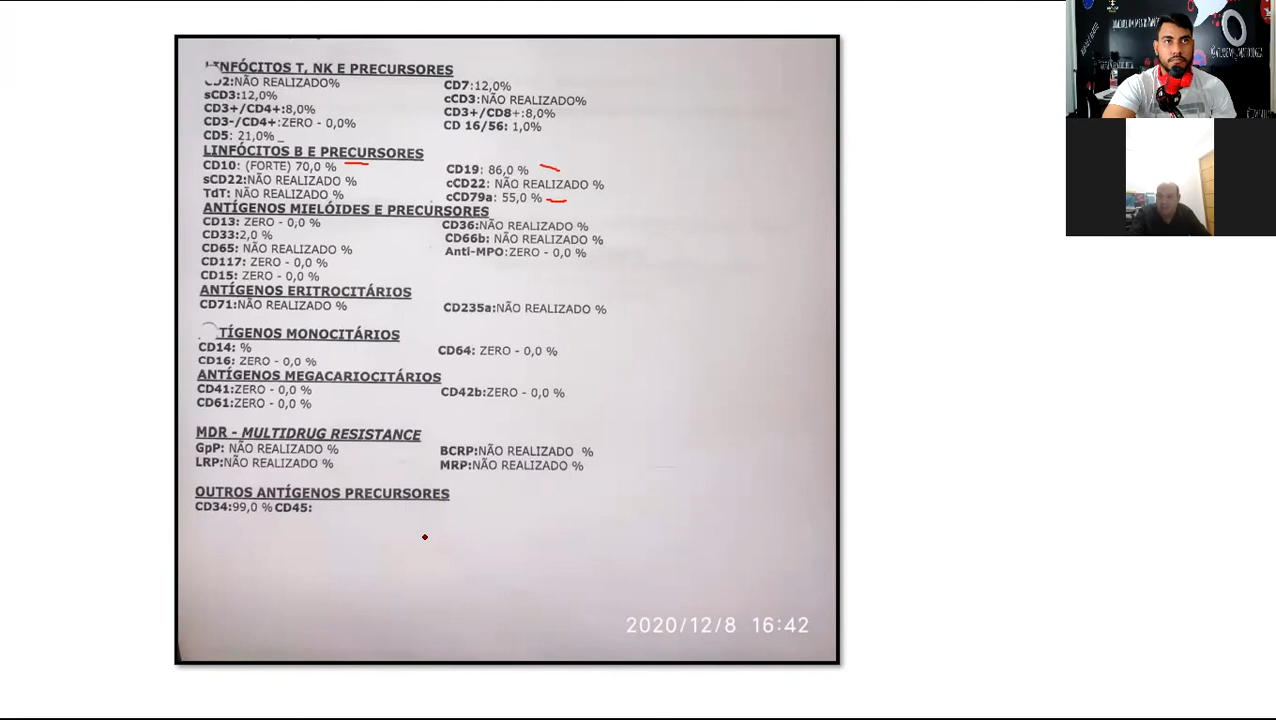 NFÓCITOS T, NK E PRECURSORES
CD2:NÃO REALIZADO%
CD7:12,0%
sCD3:12,0%
cCD3:NÃO REALIZADO%
CD3+/CD4+:8,0%
CD3+/CD8+:8,0%
CD3-/CD4+:ZERO - 0,0%
CD 16/56: 1,0%
CD5: 21,0%
LINFÓCITOS B E PRECURSORES
CD10: (FORTE) 70,0 %
CD19: 86,0 %
sCD22:NÃO REALIZADO %
cCD22: NÃO REALIZADO %
TdT: NÃO REALIZADO %
cCD79a: 55,0 %
ANTÍGENOS MIELÓIDES E PRECURSORES
CD13: ZERO - 0,0 %
CD36:NÃO REALIZADO %
CD33:2,0 %
CD66b: NÃO REALIZADO %
CD65: NÃO REALIZADO %
Anti-MPO:ZERO - 0,0 %
CD117: ZERO - 0,0 %
CD15: ZERO - 0,0 %
ANTÍGENOS ERITROCITÁRIOS
CD71:NÃO REALIZADO %
CD235a:NÃO REALIZADO %
TÍGENOS MONOCITÁRIOS
CD14: %
CD64: ZERO - 0,0 %
CD16: ZERO - 0,0 %
ANTÍGENOS MEGACARIOCITÁRIOS
CD41:ZERO - 0,0 %
CD42b:ZERO - 0,0 %
CD61:ZERO - 0,0 %
MDR - MULTIDRUG RESISTANCE
GpP: NÃO REALIZADO %
BCRP:NÃO REALIZADO %
LRP:NÃO REALIZADO %
MRP:NÃO REALIZADO %
OUTROS ANTÍGENOS PRECURSORES
CD34:99,0 % CD45:
2020/12/8 16:42